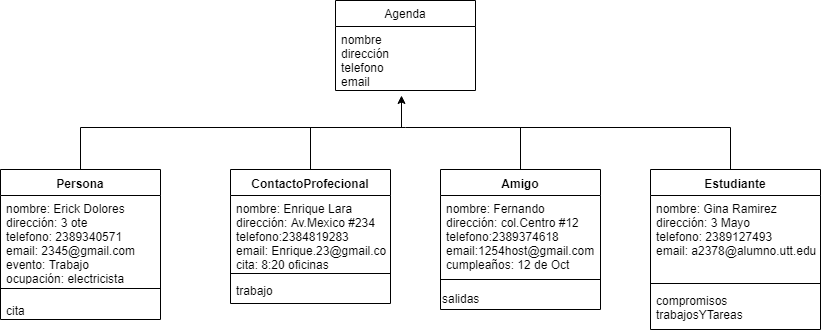 Agenda
nombre
dirección
telefono
email
Persona
nombre: Erick Dolores
dirección: 3 ote
telefono: 2389340571
email: 2345@gmail.com
evento: Trabajo
ocupación: electricista
cita
ContactoProfecional
nombre: Enrique Lara
dirección: Av.Mexico #234
telefono:2384819283
email: Enrique.23@gmail.co
cita: 8:20 oficinas
trabajo
Amigo
nombre: Fernando
dirección: col.Centro #12
telefono:2389374618
email:1254host@gmail.com
cumpleaños: 12 de Oct
salidas
Estudiante
nombre: Gina Ramirez
dirección: 3 Mayo
telefono: 2389127493
email: a2378@alumno.utt.edu
compromisos
trabajosYTareas